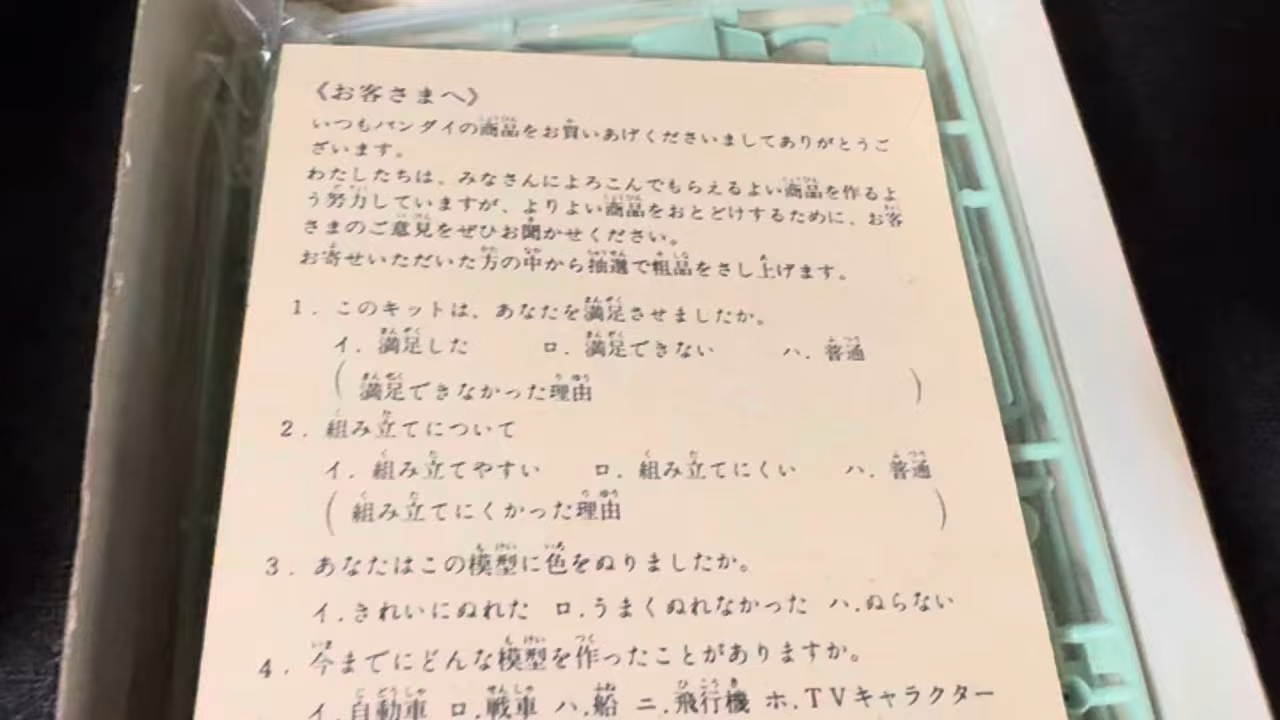 《お客さまへ》
いつもバンダイの商品をお買いあげくださいましてありがとうご
ざいます。
わたしたちは、みなさんによろこんでもらえるよい商品を作るよ
う努力していますが、よりよい商品をおとどけするために、お客
さまのご意見をぜひお聞かせください。
お寄せいただいた方の中から抽選で粗品をさし上げます。
1. このキットは、あなたを満足させましたか。
イ. 満足した ロ. 満足できない ハ. 普通
( 満足できなかった理由 )
2. 組み立てについて
イ. 組み立てやすい ロ. 組み立てにくい ハ. 普通
( 組み立てにくかった理由 )
3. あなたはこの模型に色をぬりましたか。
イ.きれいにぬれた ロ.うまくぬれなかった ハ.ぬらない
4. 今までにどんな模型を作ったことがありますか。
イ.自動車 ロ.戦車 ハ.船 ニ.飛行機 ホ.TVキャラクター